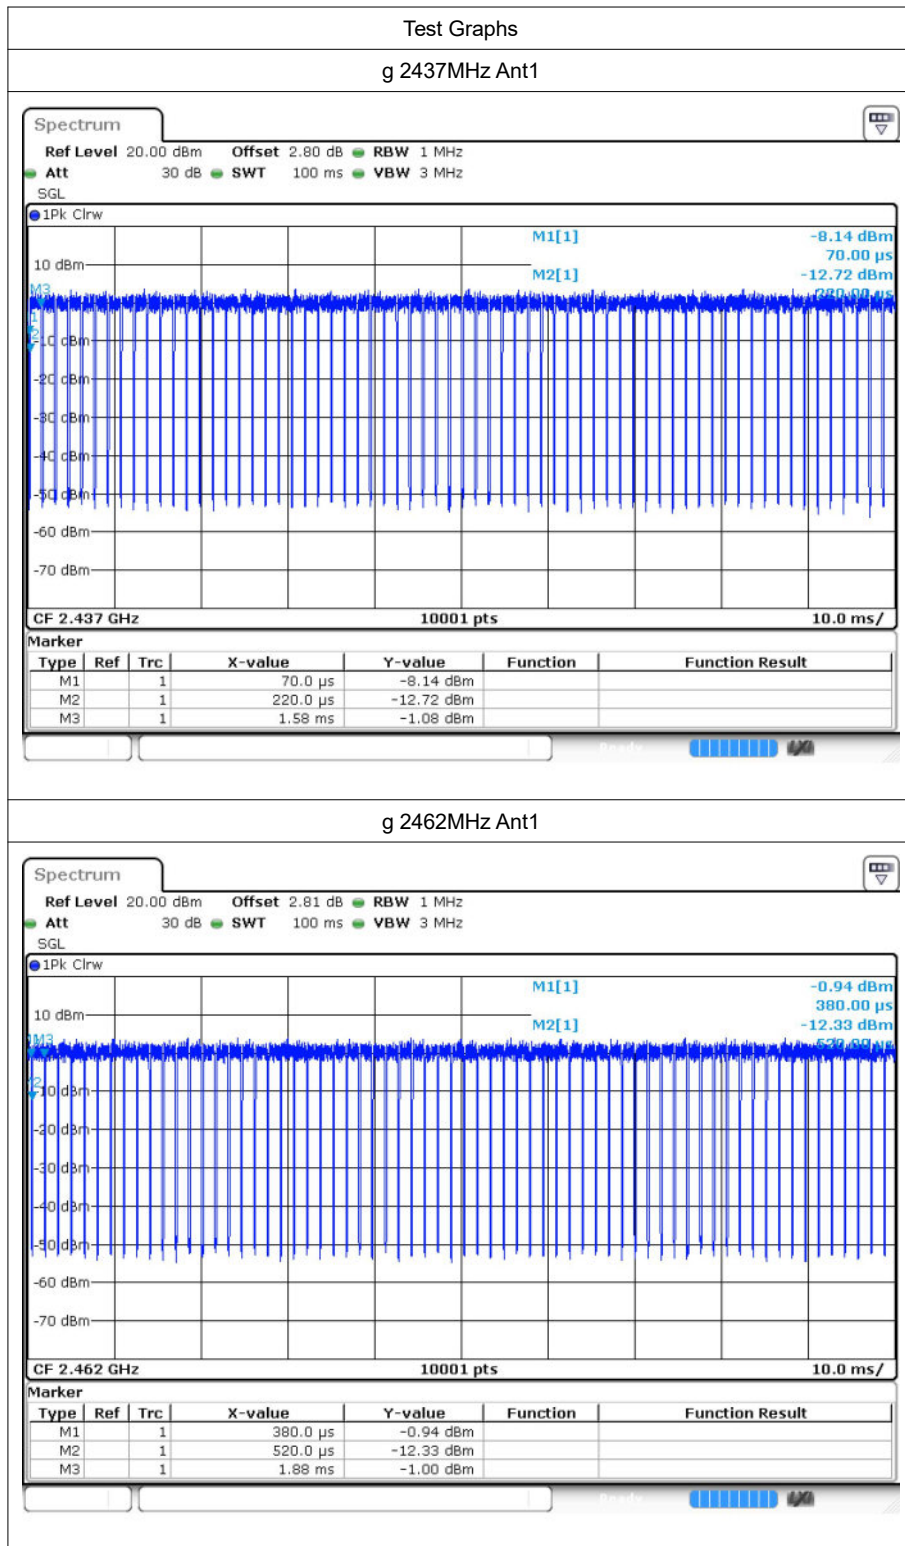 Test Graphs
g 2437MHz Ant1
Spectrum
Ref Level 20.00 dBm Offset 2.80 dB RBW 1 MHz
Att 30 dB SWT 100 ms VBW 3 MHz
SGL
1Pk Clrw
M1[1] -8.14 dBm
70.00 µs
10 dBm
M2[1] -12.72 dBm
220.00 µs
M3
-10 dBm
-20 dBm
-30 dBm
-40 dBm
-50 dBm
-60 dBm
-70 dBm
CF 2.437 GHz 10001 pts 10.0 ms/
Marker
Type Ref Trc X-value Y-value Function Function Result
M1 1 70.0 µs -8.14 dBm
M2 1 220.0 µs -12.72 dBm
M3 1 1.58 ms -1.08 dBm
g 2462MHz Ant1
Spectrum
Ref Level 20.00 dBm Offset 2.81 dB RBW 1 MHz
Att 30 dB SWT 100 ms VBW 3 MHz
SGL
1Pk Clrw
M1[1] -0.94 dBm
380.00 µs
10 dBm
M2[1] -12.33 dBm
520.00 µs
M3
M2
-10 dBm
-20 dBm
-30 dBm
-40 dBm
-50 dBm
-60 dBm
-70 dBm
CF 2.462 GHz 10001 pts 10.0 ms/
Marker
Type Ref Trc X-value Y-value Function Function Result
M1 1 380.0 µs -0.94 dBm
M2 1 520.0 µs -12.33 dBm
M3 1 1.88 ms -1.00 dBm